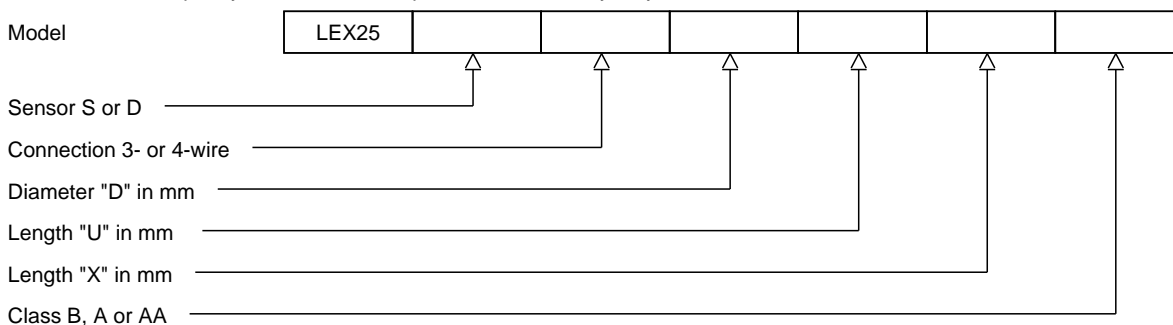 Model LEX25
Sensor S or D
Connection 3- or 4-wire
Diameter "D" in mm
Length "U" in mm
Length "X" in mm
Class B, A or AA